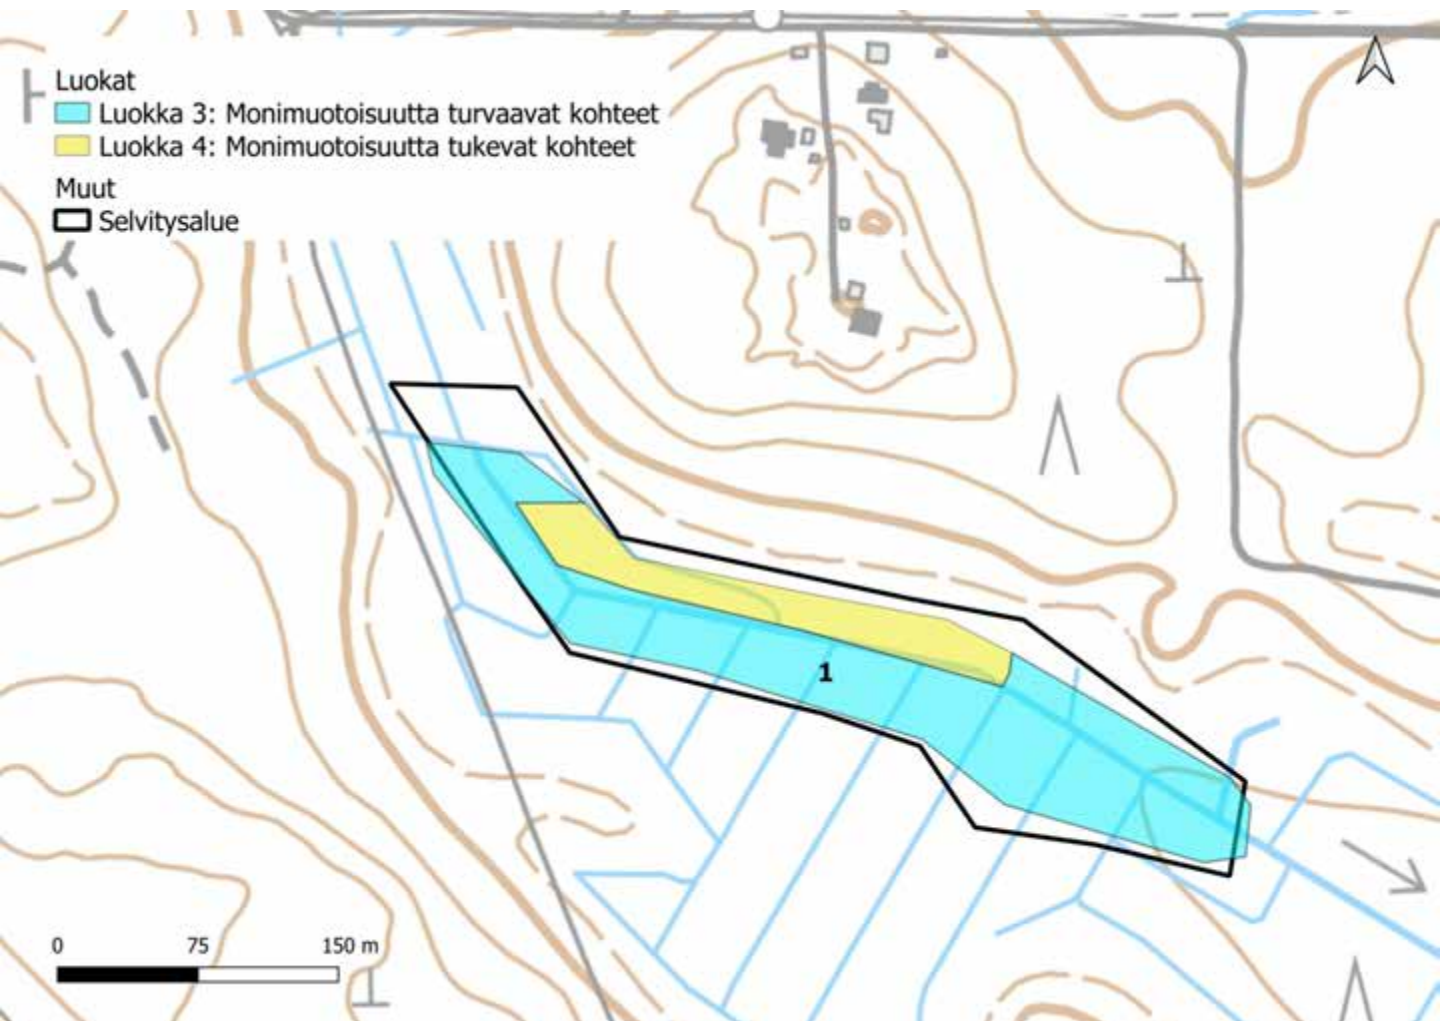 Luokat
Luokka 3: Monimuotoisuutta turvaavat kohteet
Luokka 4: Monimuotoisuutta tukevat kohteet
Muut
Selvitysalue
1
0 75 150 m